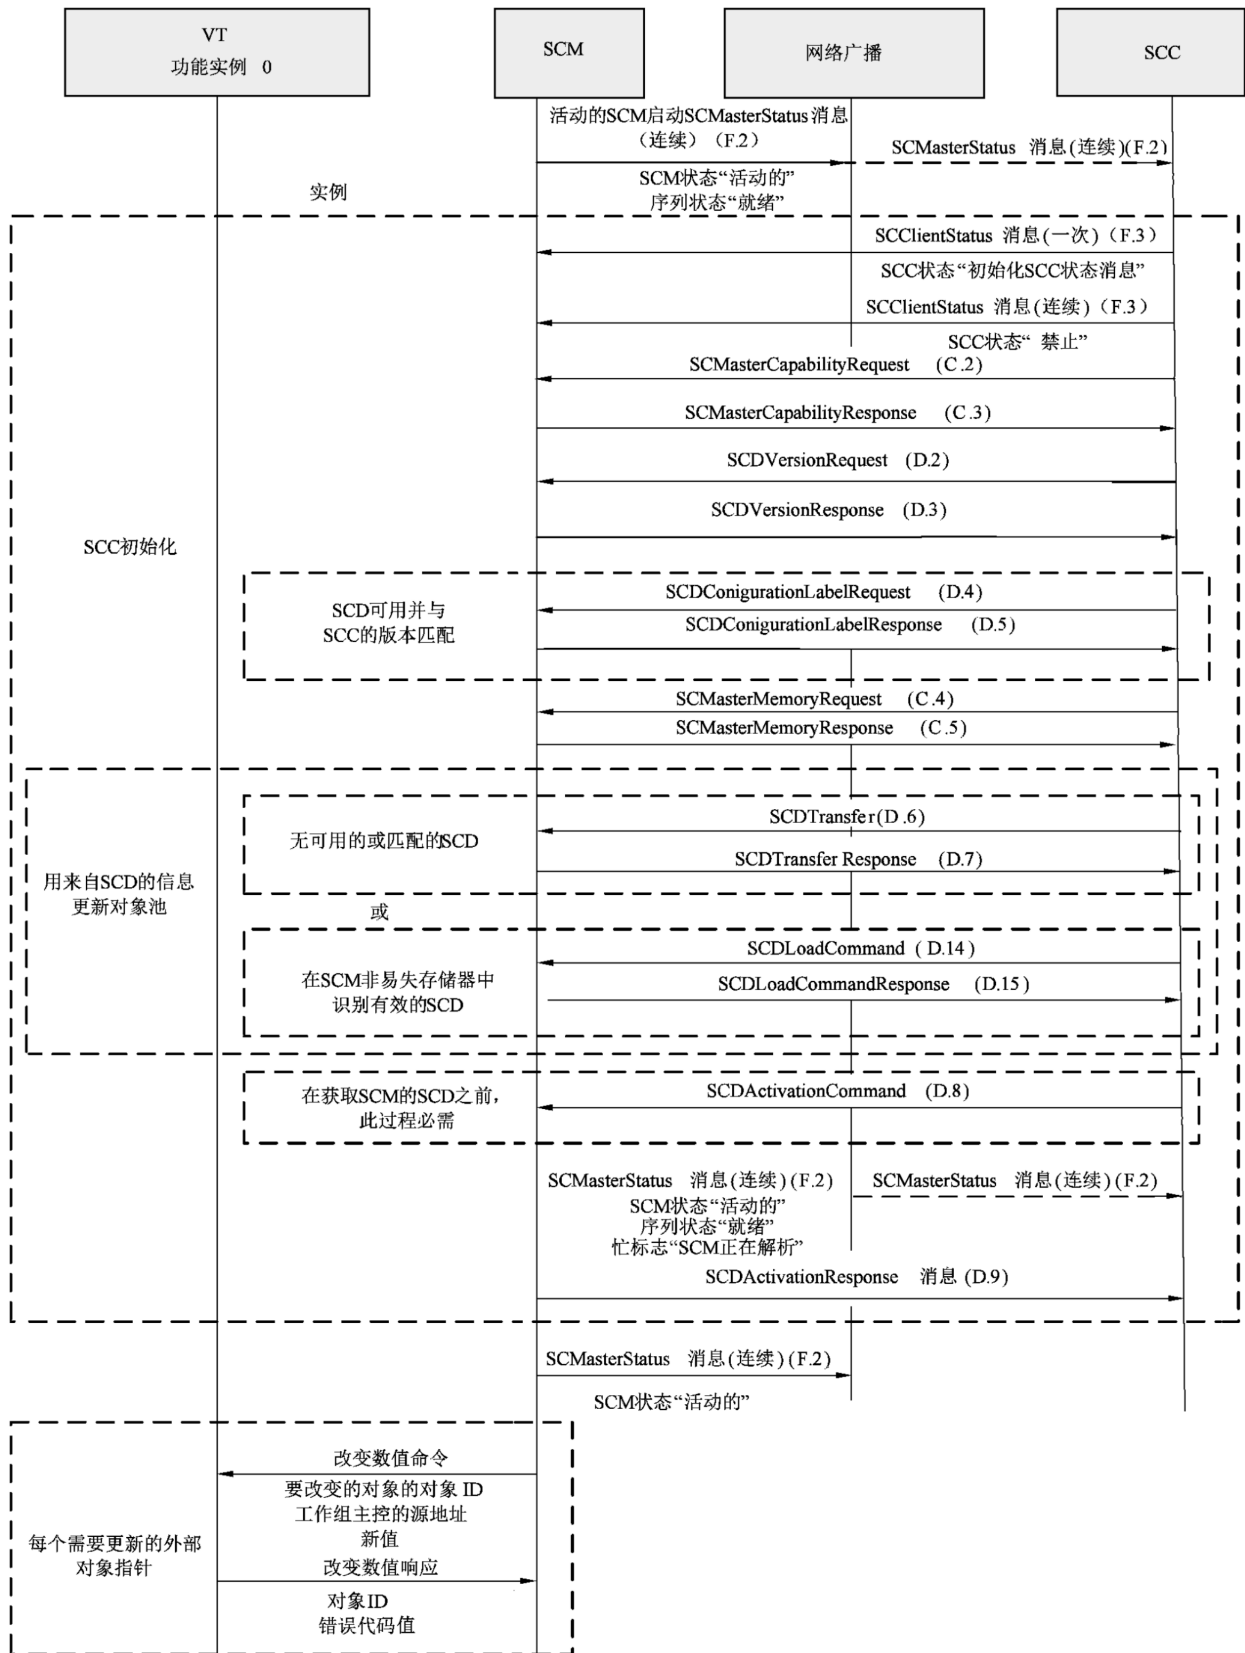 VT
功能实例 0
SCM
网络广播
SCC
活动的SCM启动SCMasterStatus 消息
（连续）（F.2）
SCMasterStatus 消息(连续)(F.2)
SCM状态“活动的”
序列状态“就绪”
实例
SCClientStatus 消息(一次)（F.3）
SCC状态“初始化SCC状态消息”
SCClientStatus 消息(连续)（F.3）
SCC状态“ 禁止”
SCMasterCapabilityRequest (C.2)
SCMasterCapabilityResponse (C.3)
SCDVersionRequest (D.2)
SCDVersionResponse (D.3)
SCC初始化
SCD可用并与
SCC的版本匹配
SCDConigurationLabelRequest (D.4)
SCDConigurationLabelResponse (D.5)
SCMasterMemoryRequest (C.4)
SCMasterMemoryResponse (C.5)
用来自SCD的信息
更新对象池
无可用的或匹配的SCD
SCDTransfer(D.6)
SCDTransfer Response (D.7)
或
在SCM非易失存储器中
识别有效的SCD
SCDLoadCommand (D.14)
SCDLoadCommandResponse (D.15)
在获取SCM的SCD之前，
此过程必需
SCDActivationCommand (D.8)
SCMasterStatus 消息(连续)(F.2)
SCMasterStatus 消息(连续)(F.2)
SCM状态“活动的”
序列状态“就绪”
忙标志“SCM正在解析”
SCDActivationResponse 消息 (D.9)
SCMasterStatus 消息(连续)(F.2)
SCM状态“活动的”
改变数值命令
要改变的对象的对象 ID
工作组主控的源地址
新值
每个需要更新的外部
对象指针
改变数值响应
对象ID
错误代码值